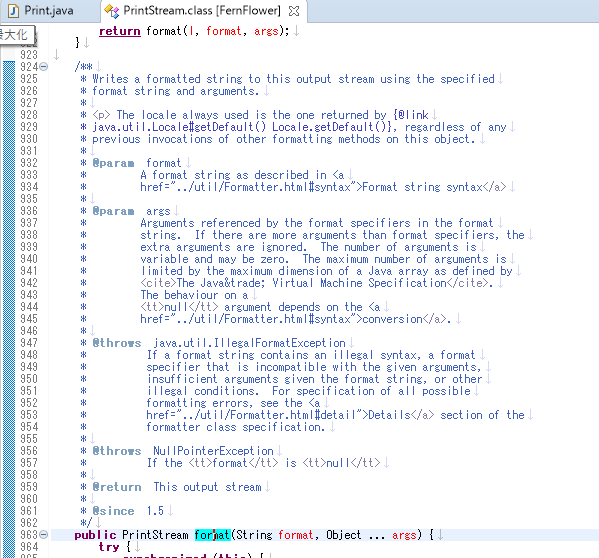 Print.java PrintStream.class [FernFlower]
大化
return format(l, format, args);
}
923
924 /**
925 * Writes a formatted string to this output stream using the specified
926 * format string and arguments.
927 *
928 * <p> The locale always used is the one returned by {@link
929 * java.util.Locale#getDefault() Locale.getDefault()}, regardless of any
930 * previous invocations of other formatting methods on this object.
931 *
932 * @param format
933 * A format string as described in <a
934 * href="../util/Formatter.html#syntax">Format string syntax</a>
935 *
936 * @param args
937 * Arguments referenced by the format specifiers in the format
938 * string. If there are more arguments than format specifiers, the
939 * extra arguments are ignored. The number of arguments is
940 * variable and may be zero. The maximum number of arguments is
941 * limited by the maximum dimension of a Java array as defined by
942 * <cite>The Java&trade; Virtual Machine Specification</cite>.
943 * The behaviour on a
944 * <tt>null</tt> argument depends on the <a
945 * href="../util/Formatter.html#syntax">conversion</a>.
946 *
947 * @throws java.util.IllegalFormatException
948 * If a format string contains an illegal syntax, a format
949 * specifier that is incompatible with the given arguments,
950 * insufficient arguments given the format string, or other
951 * illegal conditions. For specification of all possible
952 * formatting errors, see the <a
953 * href="../util/Formatter.html#detail">Details</a> section of the
954 * formatter class specification.
955 *
956 * @throws NullPointerException
957 * If the <tt>format</tt> is <tt>null</tt>
958 *
959 * @return This output stream
960 *
961 * @since 1.5
962 */
963 public PrintStream format(String format, Object ... args) {
964 try {